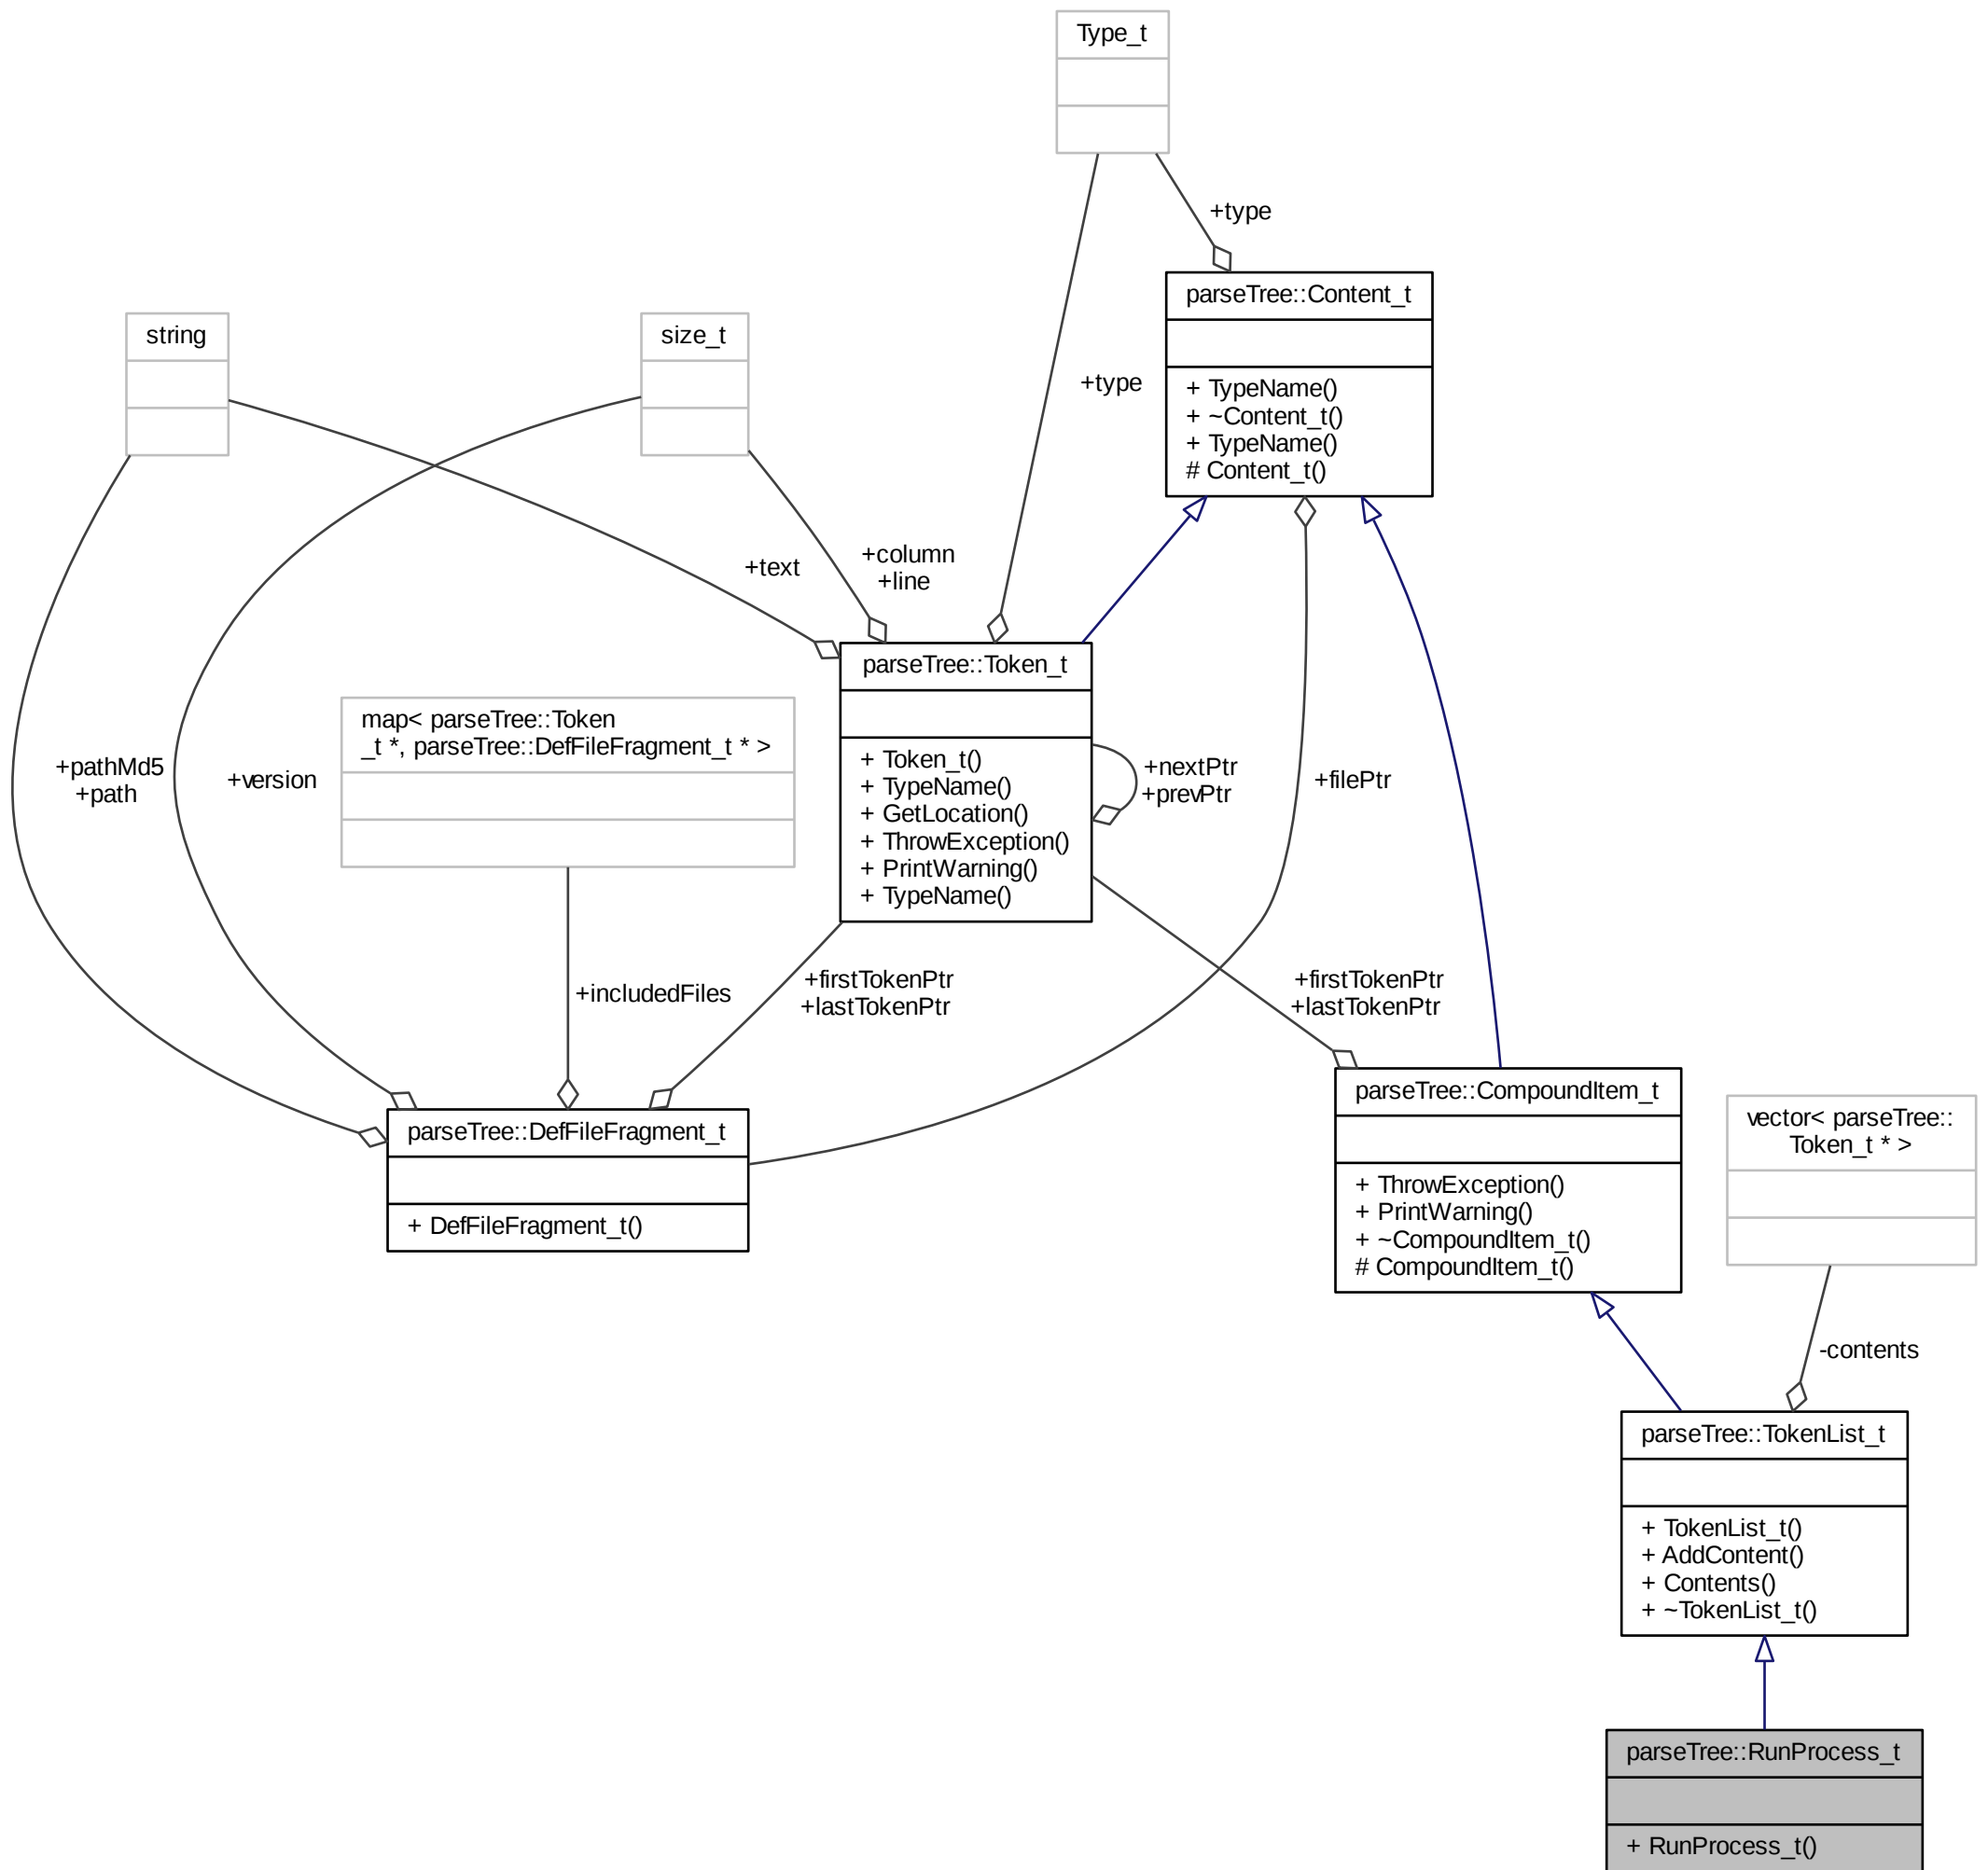 Type_t
+type
parseTree::Content_t
+ TypeName()
+ ~Content_t()
+ TypeName()
# Content_t()
string
size_t
+type
+text
+column
+line
parseTree::Token_t
+ Token_t()
+ TypeName()
+ GetLocation()
+ ThrowException()
+ PrintWarning()
+ TypeName()
+nextPtr
+prevPtr
map< parseTree::Token
_t *, parseTree::DefFileFragment_t * >
+pathMd5
+path
+version
+filePtr
+includedFiles
+firstTokenPtr
+lastTokenPtr
+firstTokenPtr
+lastTokenPtr
parseTree::DefFileFragment_t
+ DefFileFragment_t()
parseTree::CompoundItem_t
+ ThrowException()
+ PrintWarning()
+ ~CompoundItem_t()
# CompoundItem_t()
vector< parseTree::
Token_t * >
-contents
parseTree::TokenList_t
+ TokenList_t()
+ AddContent()
+ Contents()
+ ~TokenList_t()
parseTree::RunProcess_t
+ RunProcess_t()